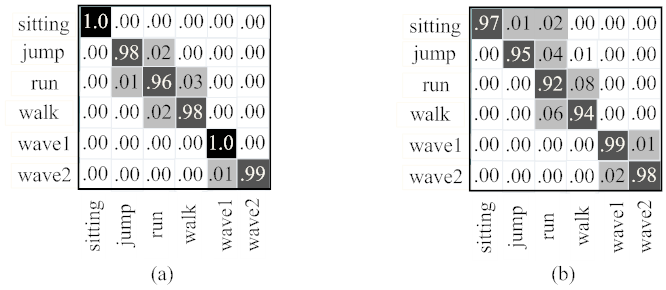 sitting 1.0 .00 .00 .00 .00 .00
jump .00 .98 .02 .00 .00 .00
run .00 .01 .96 .03 .00 .00
walk .00 .00 .02 .98 .00 .00
wave1 .00 .00 .00 .00 1.0 .00
wave2 .00 .00 .00 .00 .01 .99
sitting jump run walk wave1 wave2
(a)
sitting .97 .01 .02 .00 .00 .00
jump .00 .95 .04 .01 .00 .00
run .00 .00 .92 .08 .00 .00
walk .00 .00 .06 .94 .00 .00
wave1 .00 .00 .00 .00 .99 .01
wave2 .00 .00 .00 .00 .02 .98
sitting jump run walk wave1 wave2
(b)